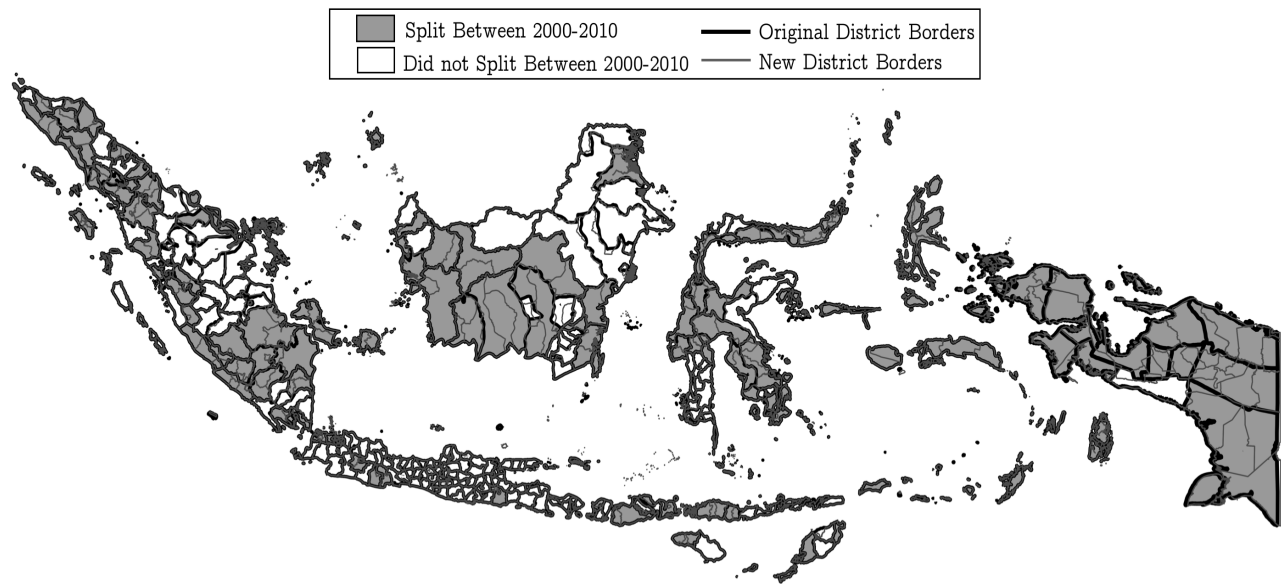 Split Between 2000-2010
Original District Borders
Did not Split Between 2000-2010
New District Borders